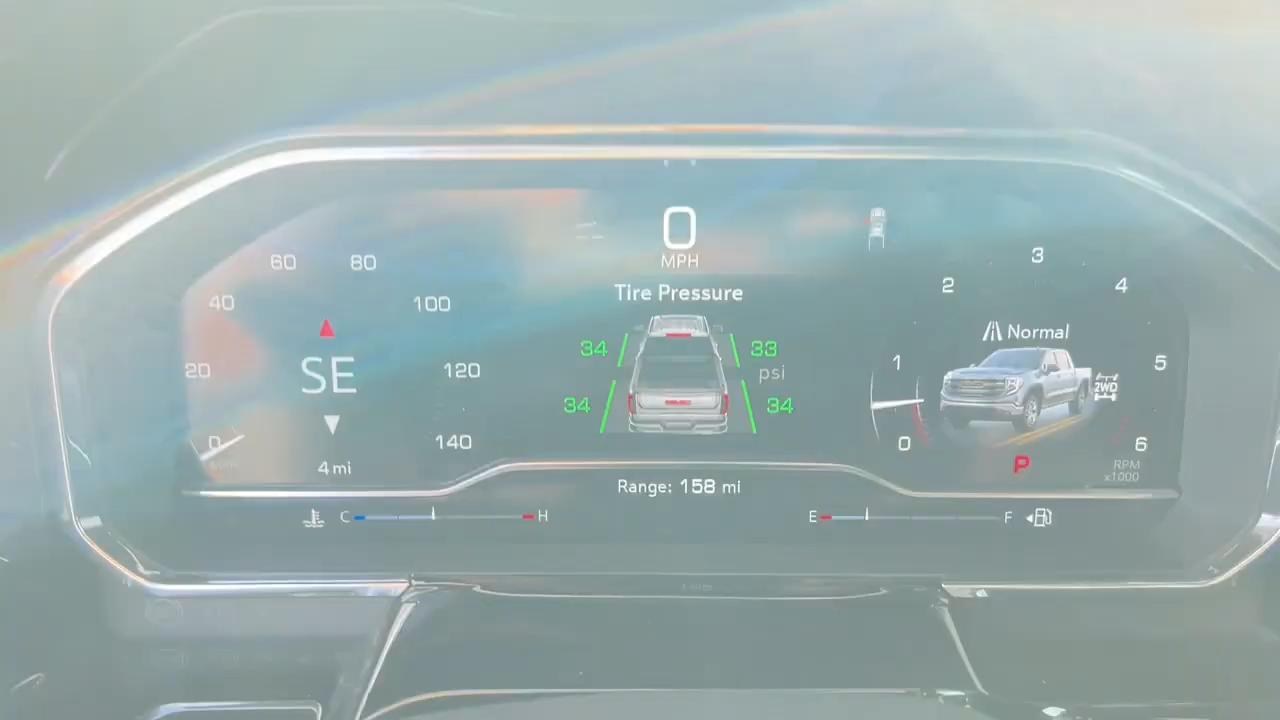 0
MPH
Tire Pressure
34 33
psi
34 34
Range: 158 mi
0 20 40 60 80 100 120 140
SE
4 mi
C H
0 1 2 3 4 5 6
Normal
2WD
P
RPM
x1000
E F